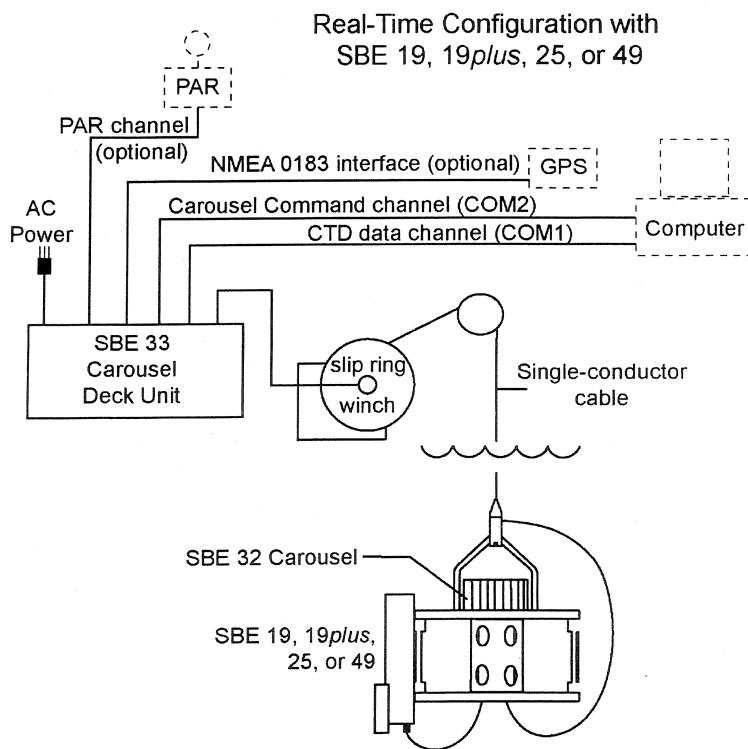 Real-Time Configuration with
SBE 19, 19plus, 25, or 49
PAR
PAR channel
(optional)
NMEA 0183 interface (optional)
GPS
AC
Power
Carousel Command channel (COM2)
Computer
CTD data channel (COM1)
SBE 33
Carousel
Deck Unit
slip ring
winch
Single-conductor
cable
SBE 32 Carousel
SBE 19, 19plus,
25, or 49